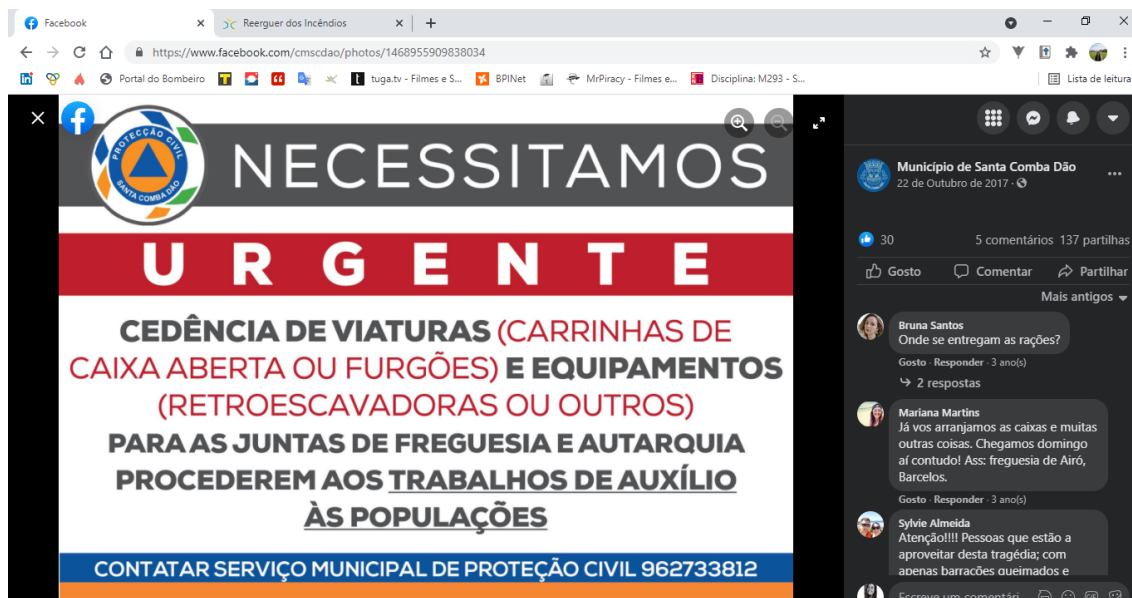 Facebook
Reerguer dos Incêndios
https://www.facebook.com/cmscdao/photos/1468955909838034
Portal do Bombeiro
tuga.tv - Filmes e S...
BPINet
MrPiracy - Filmes e...
Disciplina: M293 - S...
Lista de leitura
PROTECÇÃO CIVIL
SANTA COMBA DÃO
NECESSITAMOS
URGENTE
CEDÊNCIA DE VIATURAS (CARRINHAS DE
CAIXA ABERTA OU FURGÕES) E EQUIPAMENTOS
(RETROESCAVADORAS OU OUTROS)
PARA AS JUNTAS DE FREGUESIA E AUTARQUIA
PROCEDEREM AOS TRABALHOS DE AUXÍLIO
ÀS POPULAÇÕES
CONTATAR SERVIÇO MUNICIPAL DE PROTEÇÃO CIVIL 962733812
Município de Santa Comba Dão
22 de Outubro de 2017 ·
30
5 comentários 137 partilhas
Gosto
Comentar
Partilhar
Mais antigos
Bruna Santos
Onde se entregam as rações?
Gosto · Responder · 3 ano(s)
2 respostas
Mariana Martins
Já vos arranjamos as caixas e muitas
outras coisas. Chegamos domingo
aí contudo! Ass: freguesia de Airó,
Barcelos.
Gosto · Responder · 3 ano(s)
Sylvie Almeida
Atenção!!!! Pessoas que estão a
aproveitar desta tragédia; com
apenas barracões queimados e
Escreve um comentári